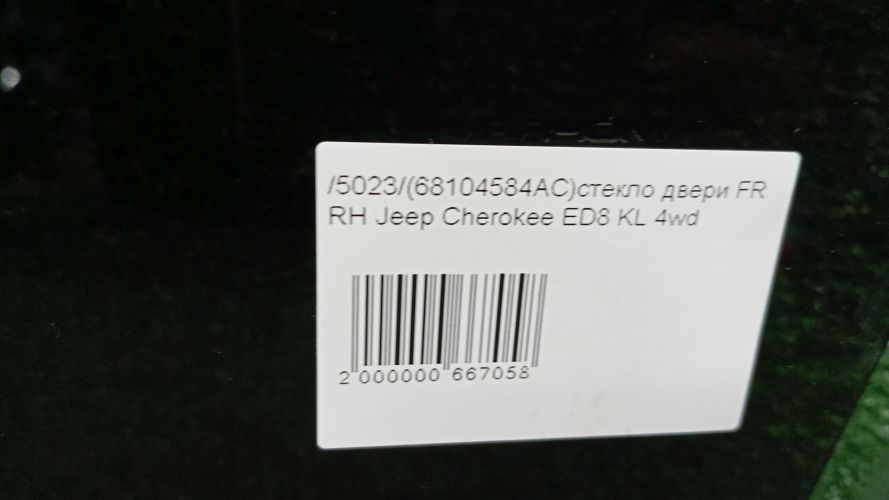 /5023/(68104584AC)стекло двери FR
RH Jeep Cherokee ED8 KL 4wd
2 000000 667058